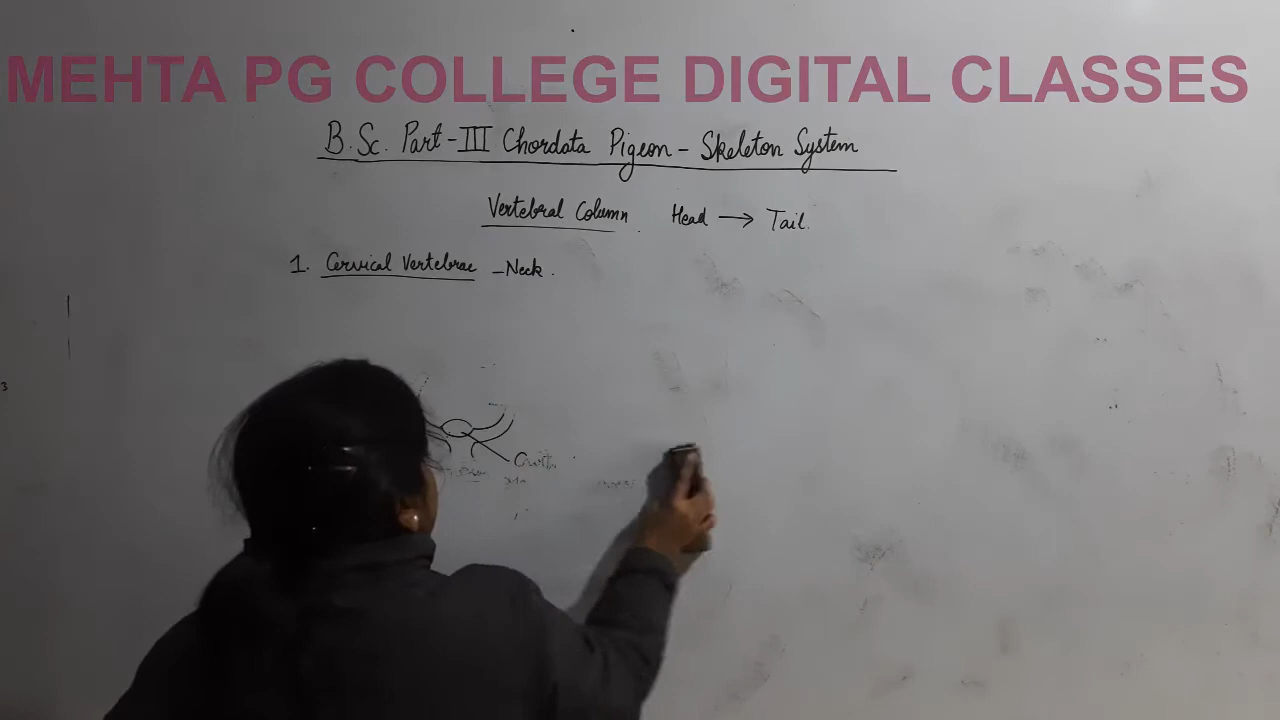 MEHTA PG COLLEGE DIGITAL CLASSES
B.Sc. Part-III Chordata Pigeon - Skeleton System
Vertebral Column Head → Tail.
1. Cervical Vertebrae - Neck.
3